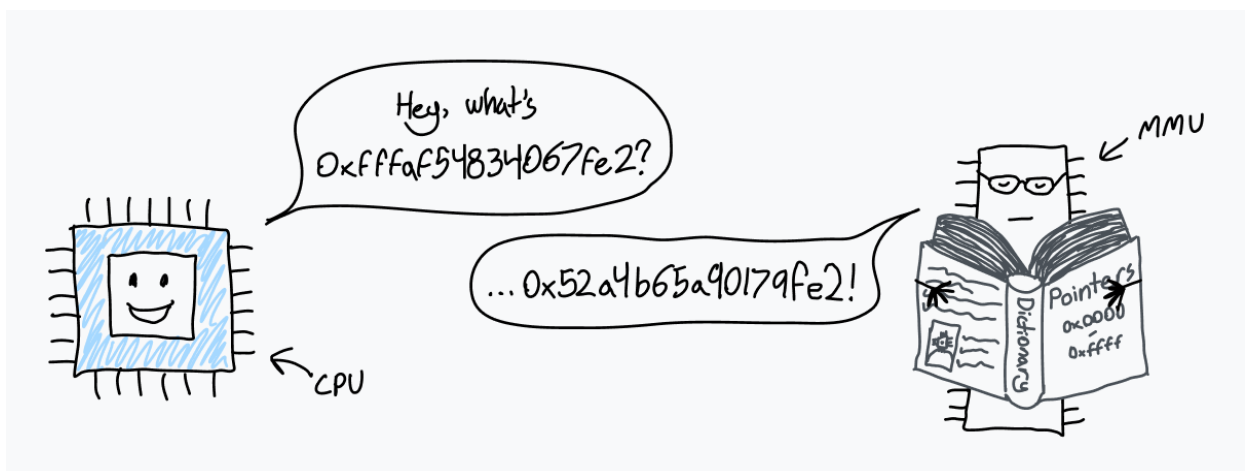 Hey, what's
0xfffaf54834067fe2?
MMU
...0x52a4b65a90179fe2!
Dictionary
Pointers
0x0000
-
0xffff
CPU